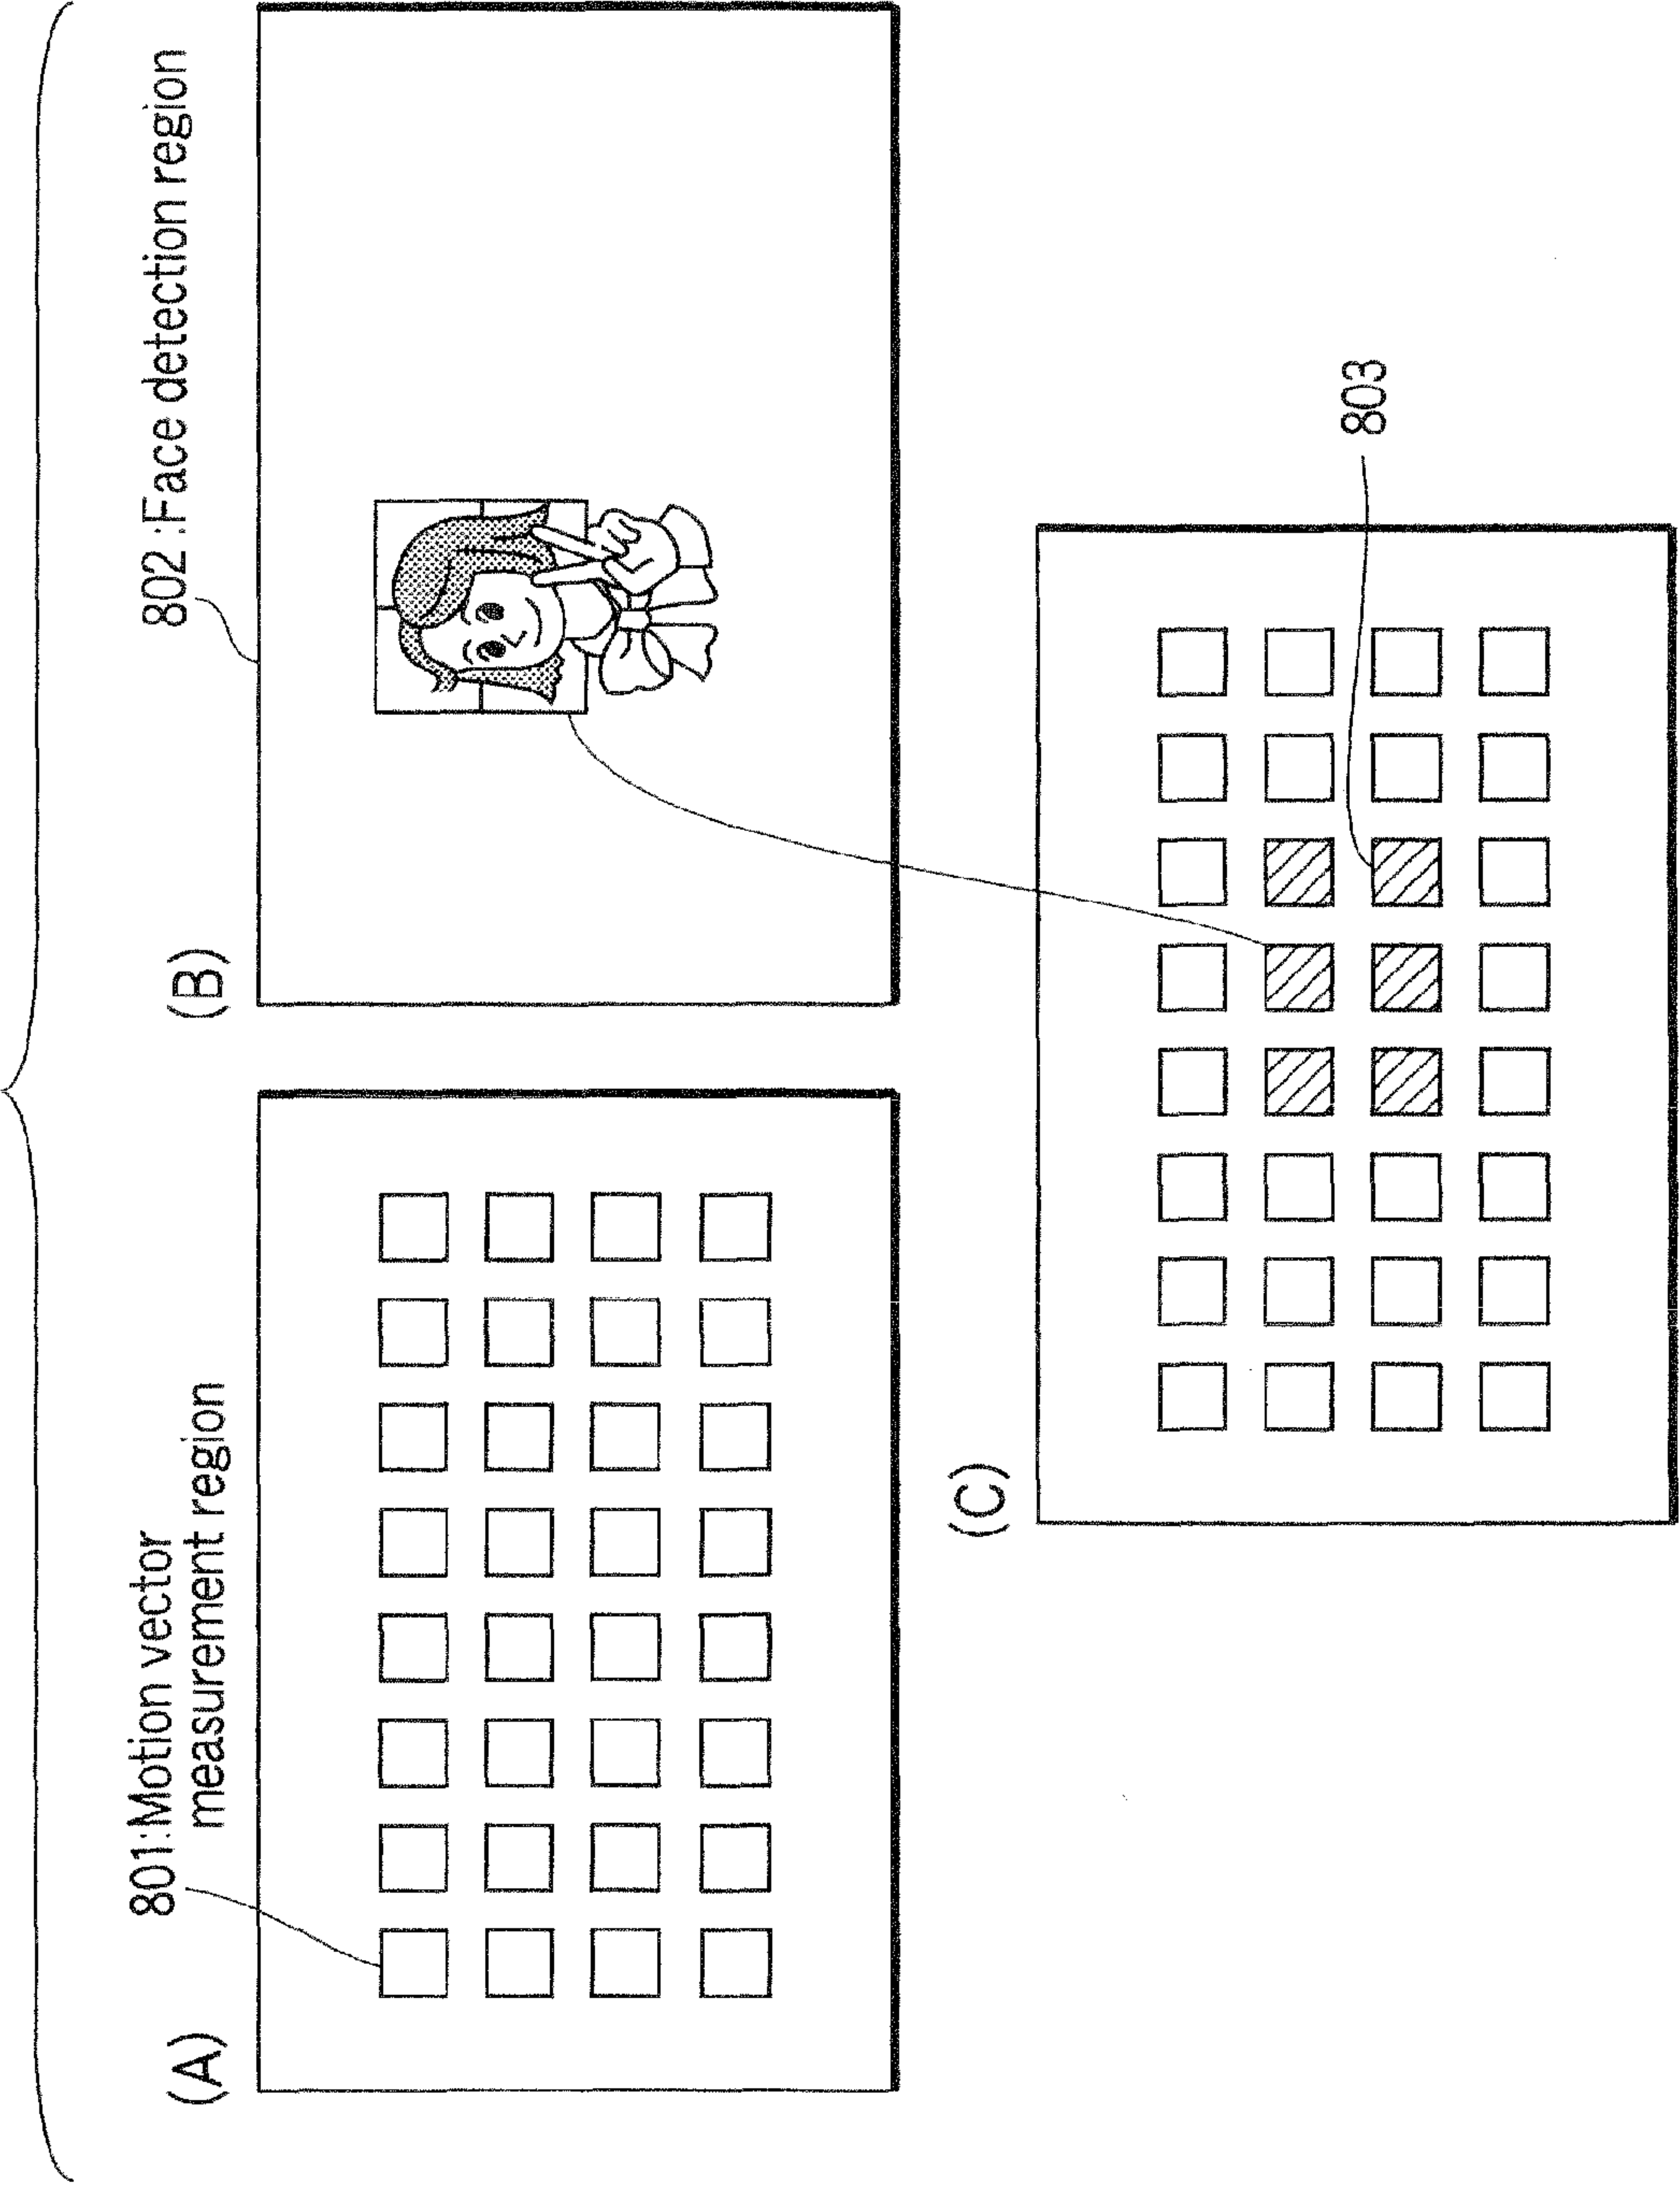 (A)
801:Motion vector
measurement region
(B)
802:Face detection region
(C)
803